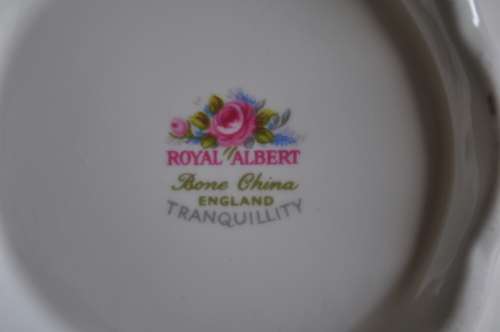 ROYAL ALBERT
Bone China
ENGLAND
TRANQUILLITY